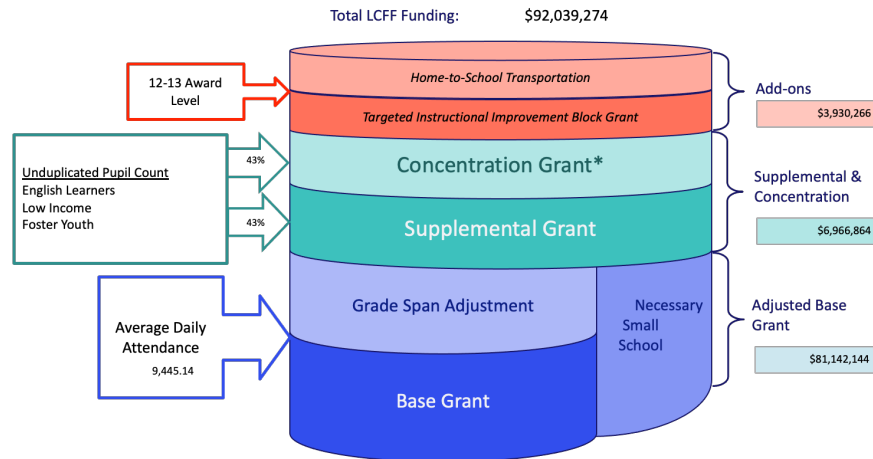 Total LCFF Funding: $92,039,274
12-13 Award
Level
Home-to-School Transportation
Targeted Instructional Improvement Block Grant
Add-ons
$3,930,266
Unduplicated Pupil Count
English Learners
Low Income
Foster Youth
43%
43%
Concentration Grant*
Supplemental Grant
Supplemental &
Concentration
$6,966,864
Average Daily
Attendance
9,445.14
Grade Span Adjustment
Base Grant
Necessary
Small
School
Adjusted Base
Grant
$81,142,144